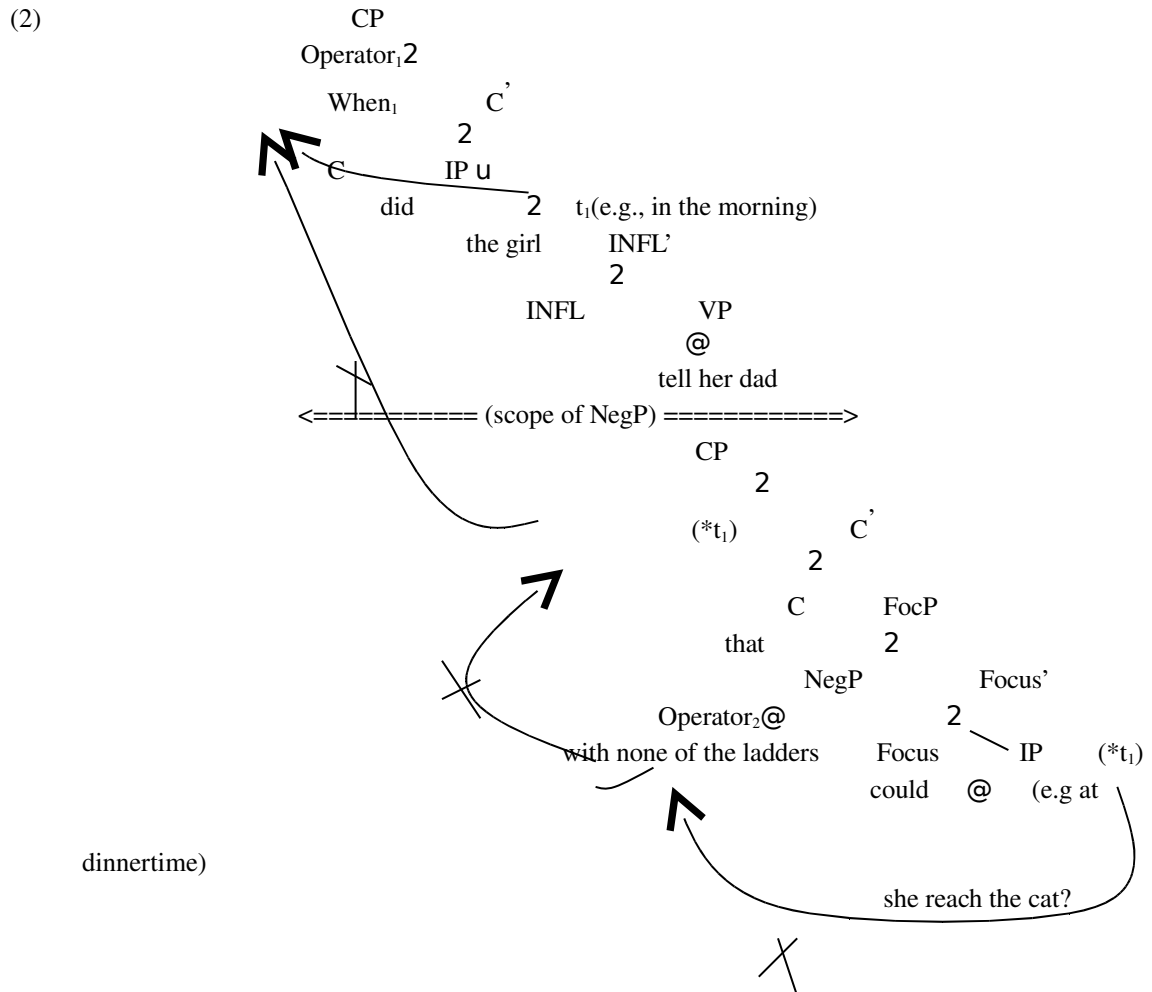 (2) CP
Operator₁2
When₁ C’
2
C IP u
did 2 t₁(e.g., in the morning)
the girl INFL’
2
INFL VP
@
tell her dad
<=========== (scope of NegP) ============>
CP
2
(*t₁) C’
2
C FocP
that 2
NegP Focus’
Operator₂@ 2
with none of the ladders Focus IP (*t₁)
could @ (e.g at
dinnertime)
she reach the cat?